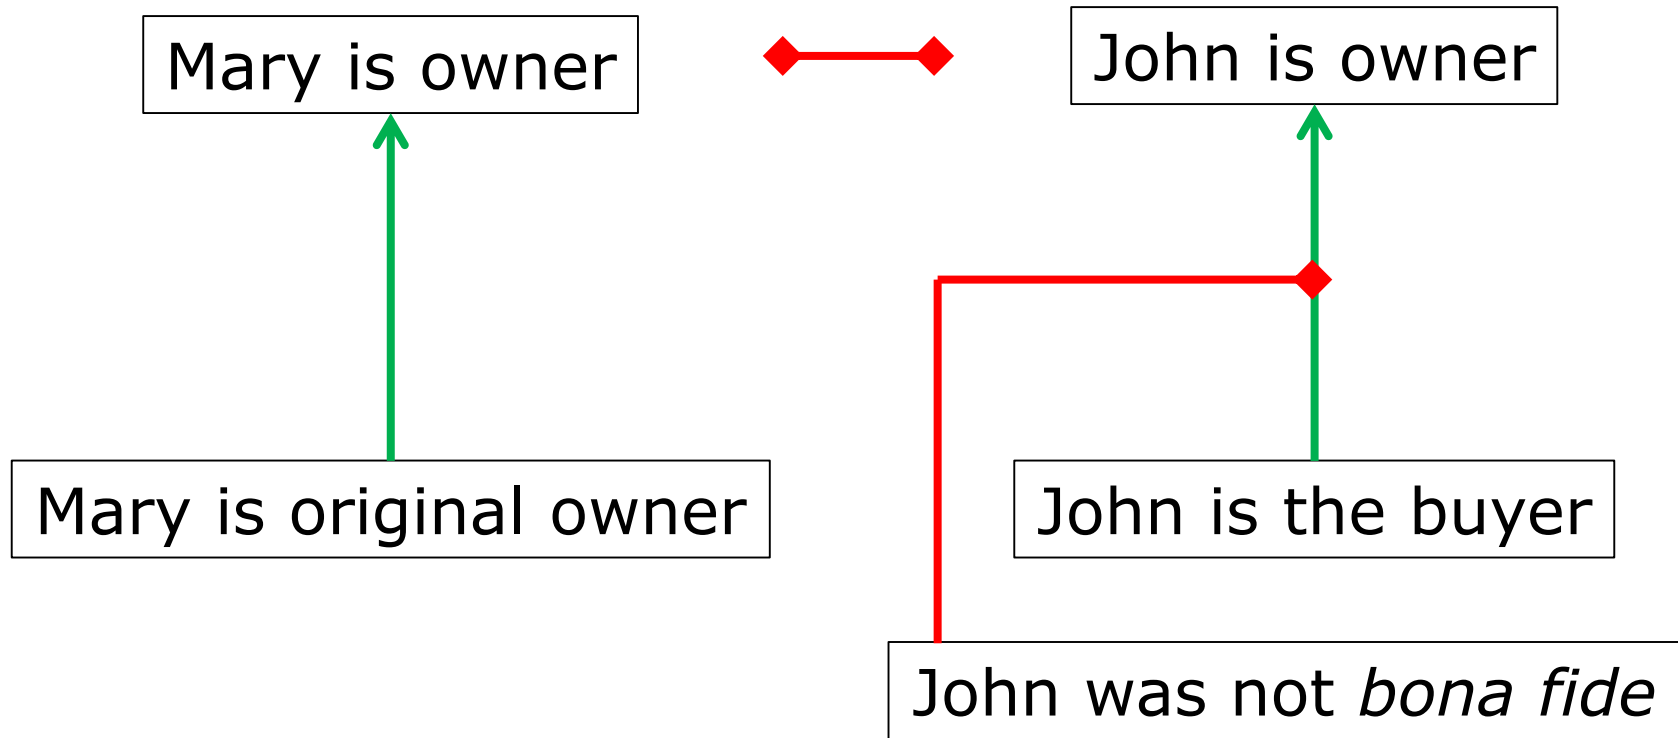 Mary is owner
John is owner
Mary is original owner
John is the buyer
John was not bona fide